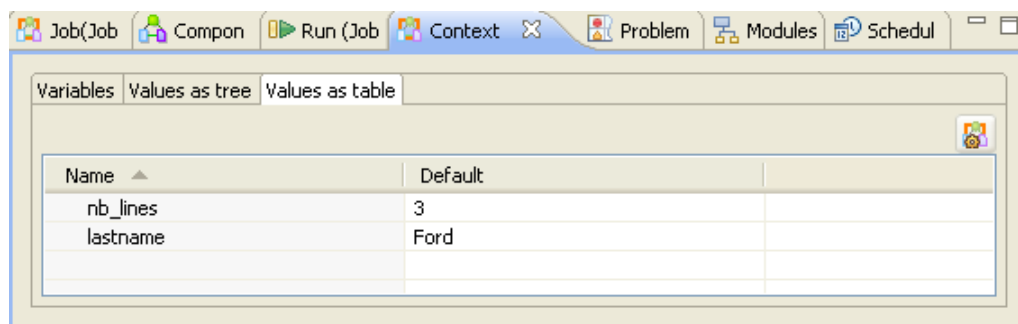 Job(Job Compon Run (Job Context Problem Modules Schedul
Variables Values as tree Values as table
Name Default
nb_lines 3
lastname Ford